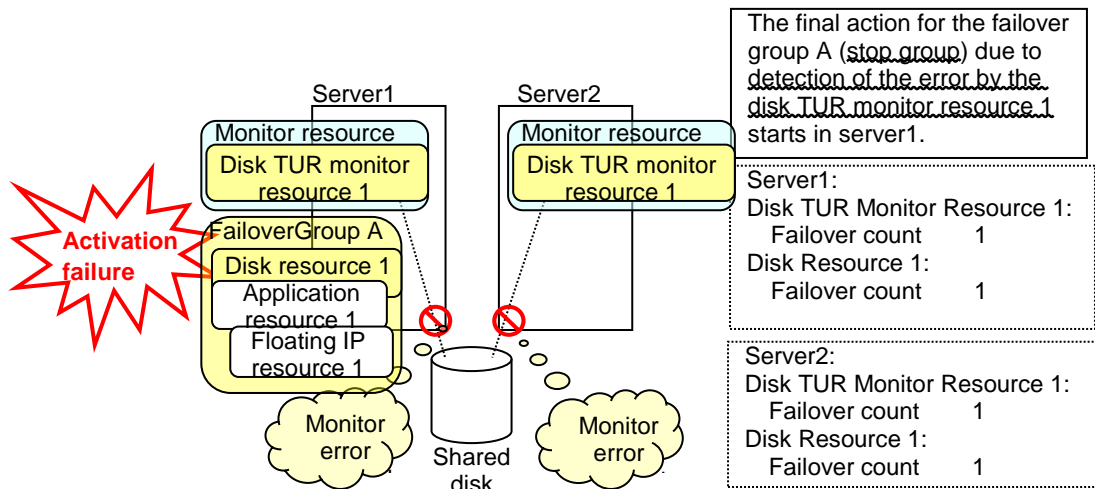 The final action for the failover
group A (stop group) due to
detection of the error by the
disk TUR monitor resource 1
starts in server1.
Server1
Server2
Monitor resource
Disk TUR monitor
resource 1
Monitor resource
Disk TUR monitor
resource 1
Activation
failure
FailoverGroup A
Disk resource 1
Application
resource 1
Floating IP
resource 1
Monitor
error
Shared
disk
Monitor
error
Server1:
Disk TUR Monitor Resource 1:
Failover count 1
Disk Resource 1:
Failover count 1
Server2:
Disk TUR Monitor Resource 1:
Failover count 1
Disk Resource 1:
Failover count 1